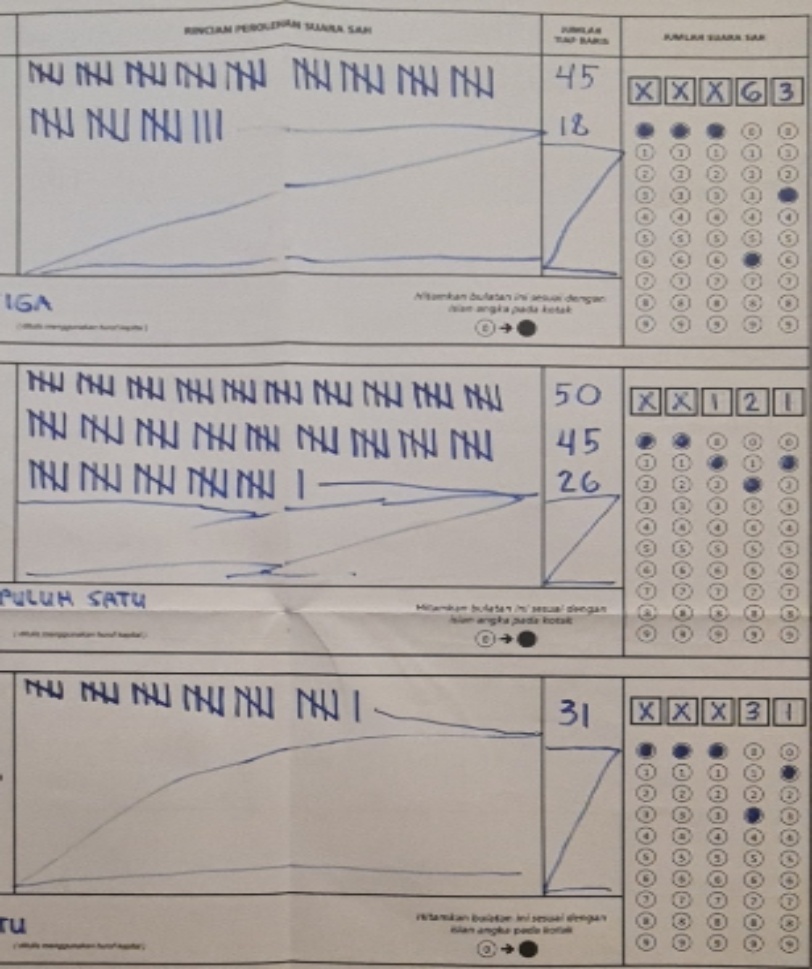 RINCIAN PEROLEHAN SUARA SAH
JUMLAH TIAP BARIS
JUMLAH SUARA SAH
45
18
X X X 6 3
IGA
(ditulis menggunakan huruf kapital)
Hitamkan bulatan ini sesuai dengan
isian angka pada kotak
0 → ●
50
45
26
X X 1 2 1
PULUH SATU
(ditulis menggunakan huruf kapital)
Hitamkan bulatan ini sesuai dengan
isian angka pada kotak
0 → ●
31
X X X 3 1
TU
(ditulis menggunakan huruf kapital)
Hitamkan bulatan ini sesuai dengan
isian angka pada kotak
0 → ●